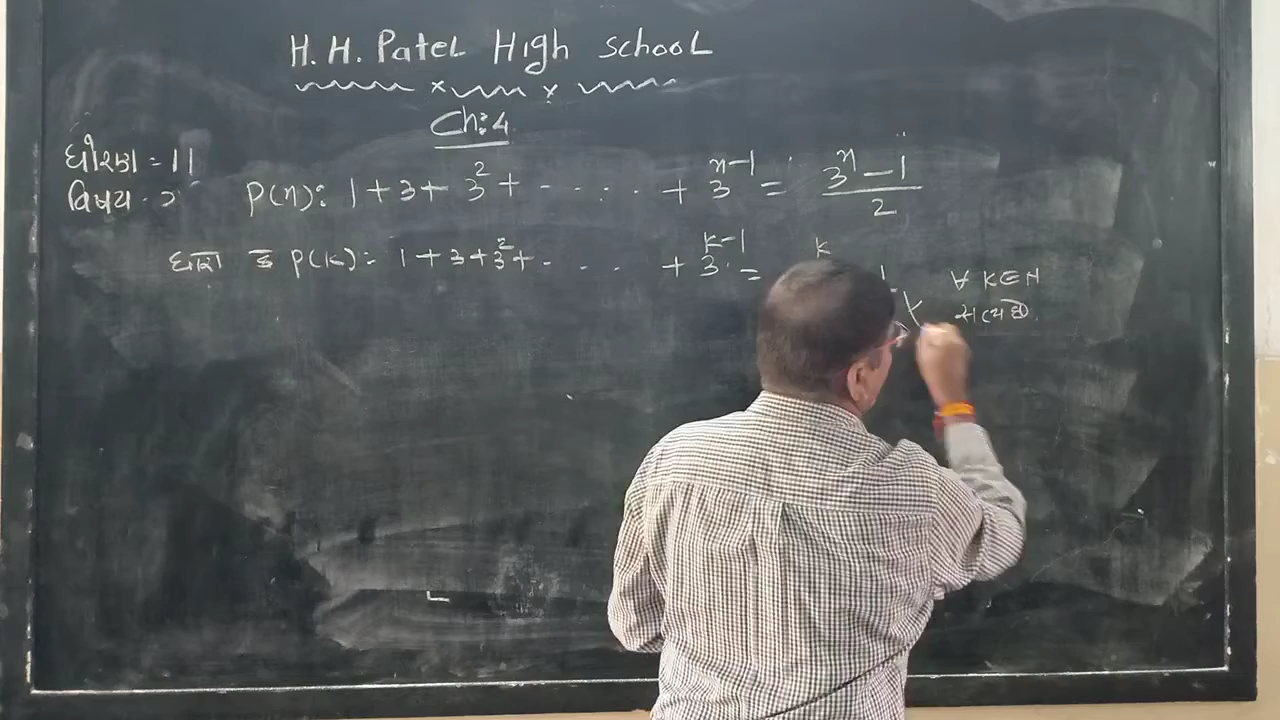 H. H. Patel High School
Ch:4
ધોરણ = 11
વિષય -
P(n): 1 + 3 + 3² + - . . . . + 3ⁿ⁻¹ = (3ⁿ - 1)/2
ધારો કે P(k): 1 + 3 + 3² + - . . . + 3ᵏ⁻¹ = ∀ K ∈ N
સત્ય છે.